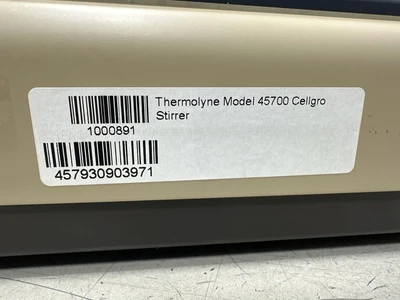 Thermolyne Model 45700 Cellgro
Stirrer
1000891
457930903971